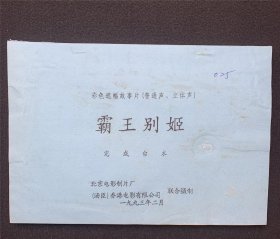 025
彩色遮幅故事片（普通声、立体声）
霸王别姬
完成台本
北京电影制片厂
（汤臣）香港电影有限公司
联合摄制
一九九三年二月